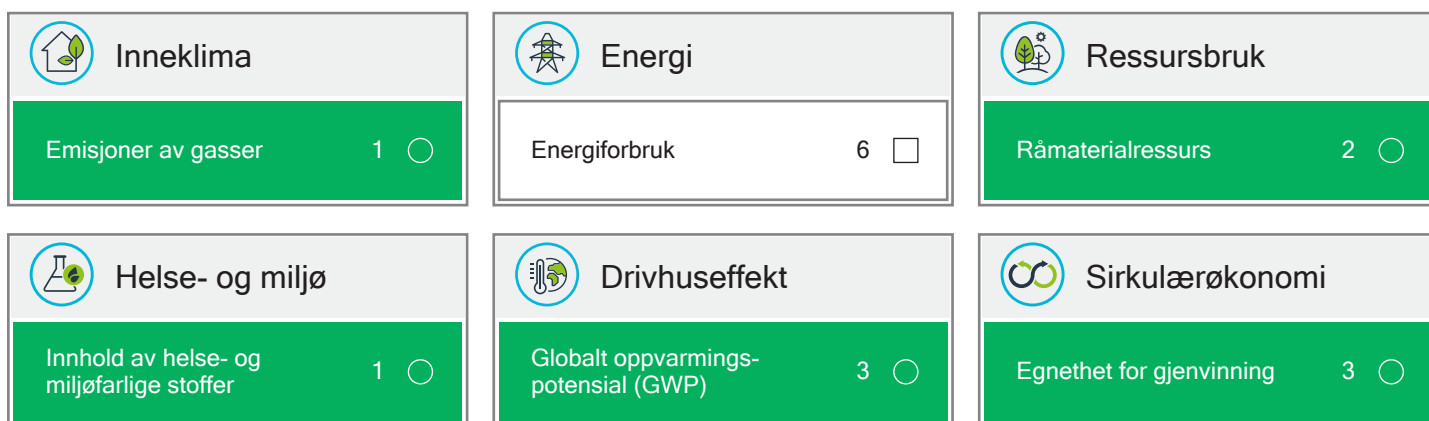 Inneklima
Emisjoner av gasser 1
Energi
Energiforbruk 6
Ressursbruk
Råmaterialressurs 2
Helse- og miljø
Innhold av helse- og
miljøfarlige stoffer 1
Drivhuseffekt
Globalt oppvarmings-
potensial (GWP) 3
Sirkulærøkonomi
Egnethet for gjenvinning 3